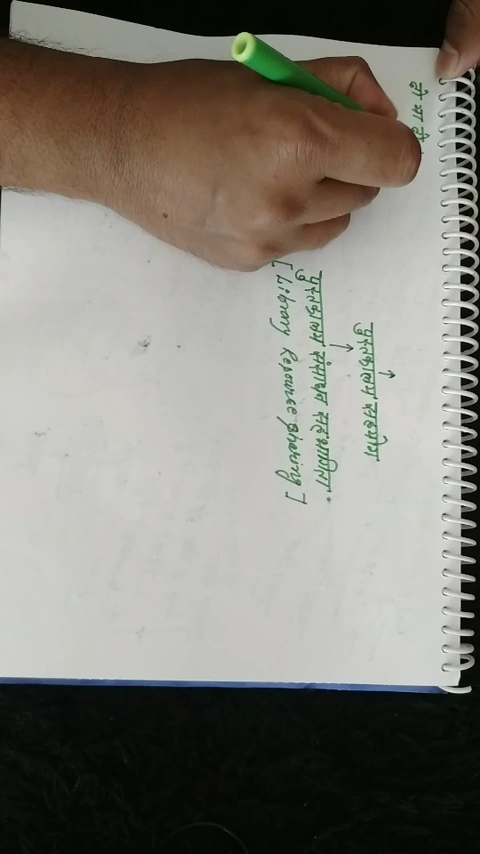 दो या दो
पुस्तकालय सहयोग
पुस्तकालय संसाधन सहभागिता:
[Library Resource Sharing]